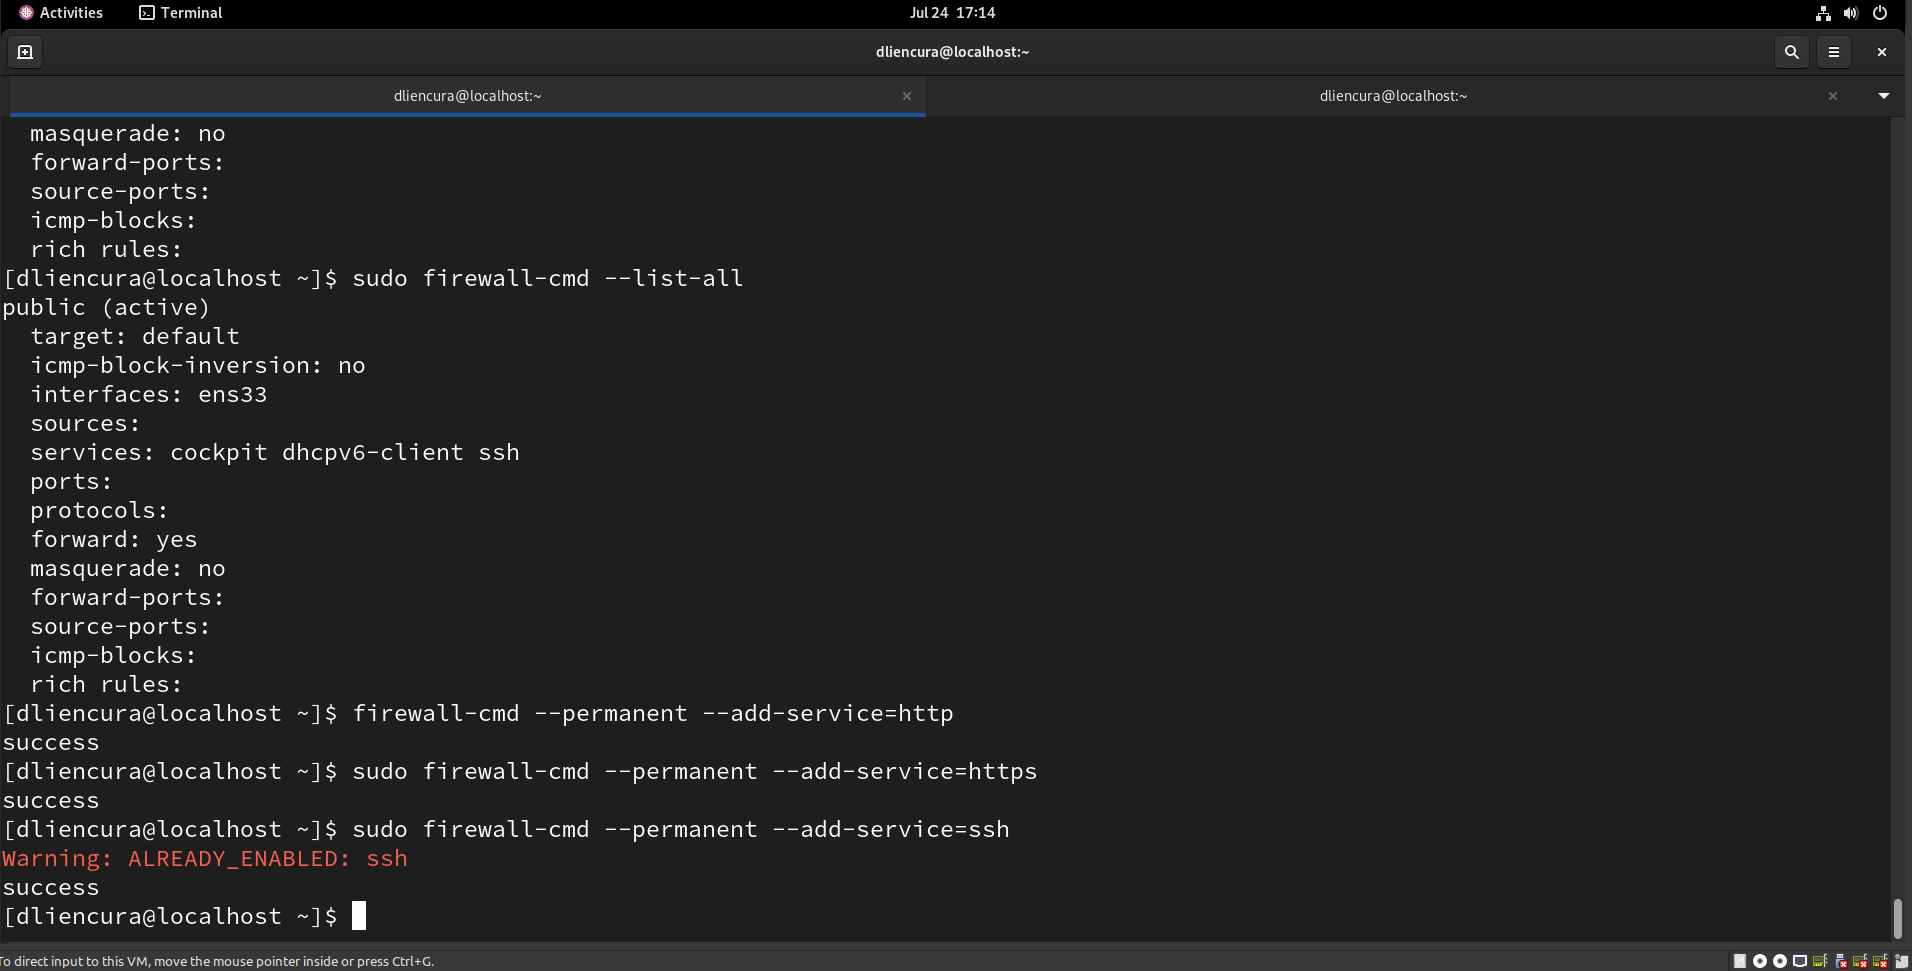 Activities Terminal Jul 24 17:14
dliencura@localhost:~
dliencura@localhost:~ dliencura@localhost:~
masquerade: no
forward-ports:
source-ports:
icmp-blocks:
rich rules:
[dliencura@localhost ~]$ sudo firewall-cmd --list-all
public (active)
target: default
icmp-block-inversion: no
interfaces: ens33
sources:
services: cockpit dhcpv6-client ssh
ports:
protocols:
forward: yes
masquerade: no
forward-ports:
source-ports:
icmp-blocks:
rich rules:
[dliencura@localhost ~]$ firewall-cmd --permanent --add-service=http
success
[dliencura@localhost ~]$ sudo firewall-cmd --permanent --add-service=https
success
[dliencura@localhost ~]$ sudo firewall-cmd --permanent --add-service=ssh
Warning: ALREADY_ENABLED: ssh
success
[dliencura@localhost ~]$
To direct input to this VM, move the mouse pointer inside or press Ctrl+G.